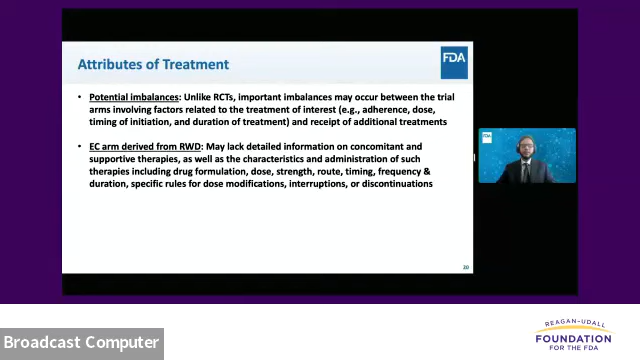 Attributes of Treatment
FDA
• Potential imbalances: Unlike RCTs, important imbalances may occur between the trial
arms involving factors related to the treatment of interest (e.g., adherence, dose,
timing of initiation, and duration of treatment) and receipt of additional treatments
• EC arm derived from RWD: May lack detailed information on concomitant and
supportive therapies, as well as the characteristics and administration of such
therapies including drug formulation, dose, strength, route, timing, frequency &
duration, specific rules for dose modifications, interruptions, or discontinuations
20
FDA
REAGAN-UDALL
FOUNDATION
FOR THE FDA
Broadcast Computer